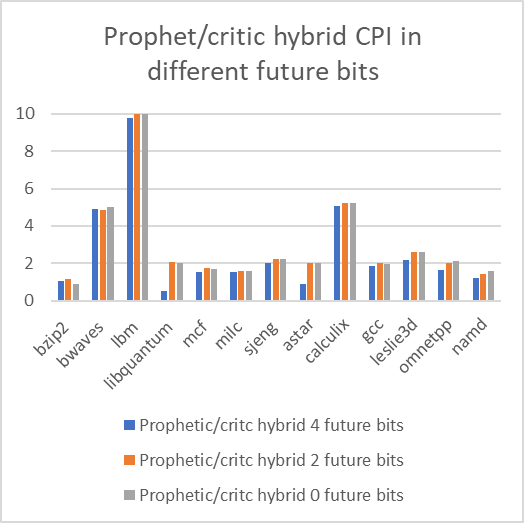 Prophet/critic hybrid CPI in
different future bits
10
8
6
4
2
0
bzip2
bwaves
lbm
libquantum
mcf
milc
sjeng
astar
calculix
gcc
leslie3d
omnetpp
namd
Prophetic/critc hybrid 4 future bits
Prophetic/critc hybrid 2 future bits
Prophetic/critc hybrid 0 future bits